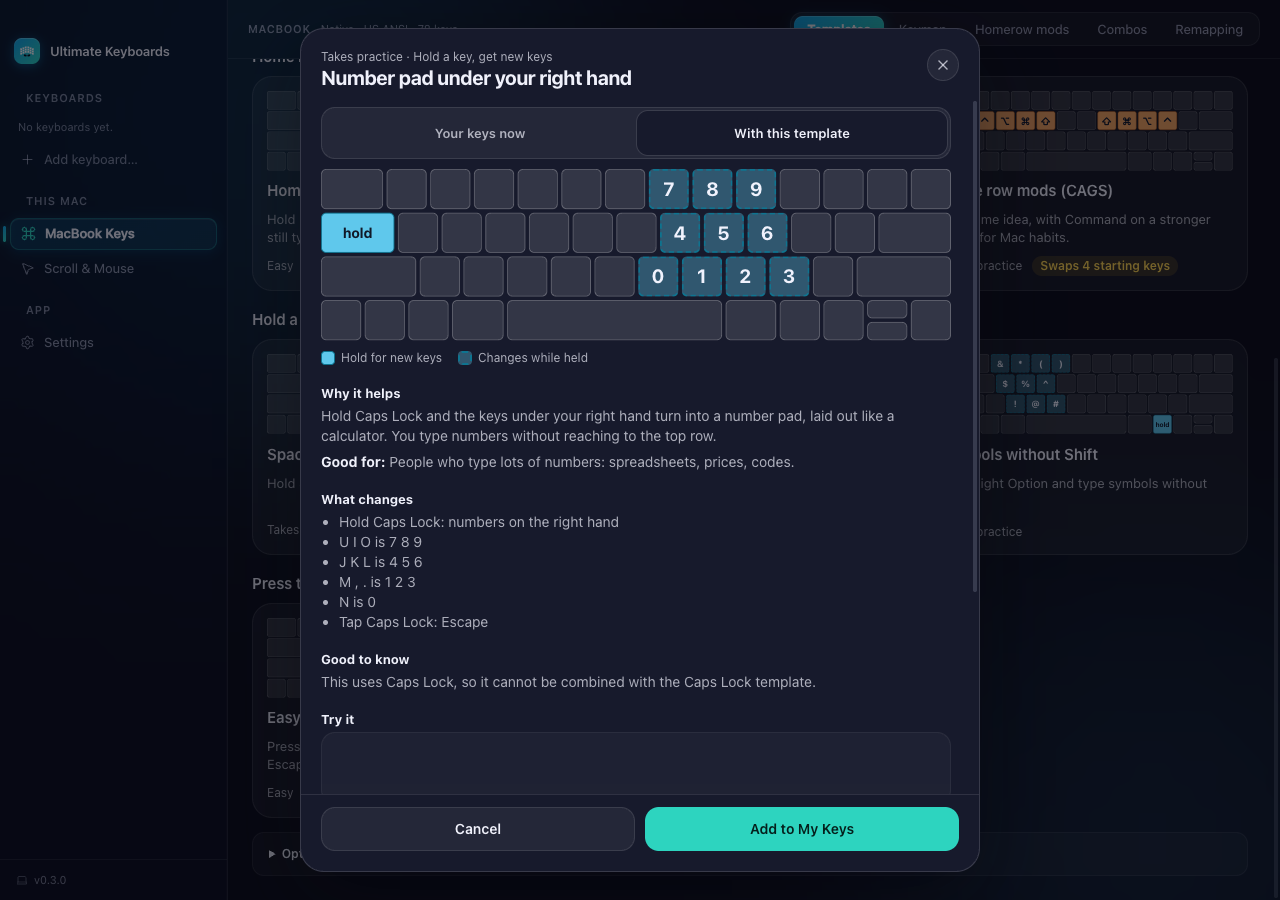 MACBOOK
Templates Keymap Homerow mods Combos Remapping
Ultimate Keyboards
KEYBOARDS
No keyboards yet.
Add keyboard...
THIS MAC
MacBook Keys
Scroll & Mouse
APP
Settings
v0.3.0
Takes practice · Hold a key, get new keys
Number pad under your right hand
Your keys now
With this template
7 8 9
hold 4 5 6
0 1 2 3
Hold for new keys
Changes while held
Why it helps
Hold Caps Lock and the keys under your right hand turn into a number pad, laid out like a
calculator. You type numbers without reaching to the top row.
Good for: People who type lots of numbers: spreadsheets, prices, codes.
What changes
Hold Caps Lock: numbers on the right hand
U I O is 7 8 9
J K L is 4 5 6
M , . is 1 2 3
N is 0
Tap Caps Lock: Escape
Good to know
This uses Caps Lock, so it cannot be combined with the Caps Lock template.
Try it
Cancel
Add to My Keys
Hold
still
Easy
Hold a
Hold
Takes
Press
Easy
Press
Easy
row mods (CAGS)
idea, with Command on a stronger
for Mac habits.
practice
Swaps 4 starting keys
& * ( )
$ % ^
! @ #
hold
without Shift
Option and type symbols without
practice